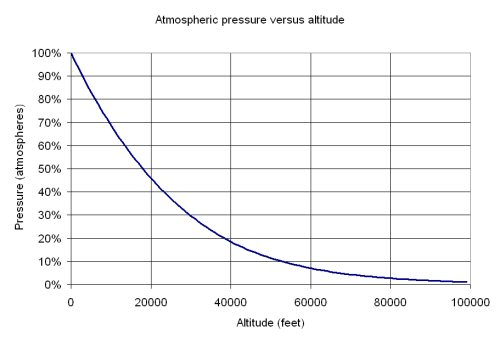 Atmospheric pressure versus altitude
100%
90%
80%
70%
60%
50%
40%
30%
20%
10%
0%
Pressure (atmospheres)
0 20000 40000 60000 80000 100000
Altitude (feet)